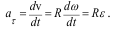 a_τ = dv/dt = R dω/dt = Rε.